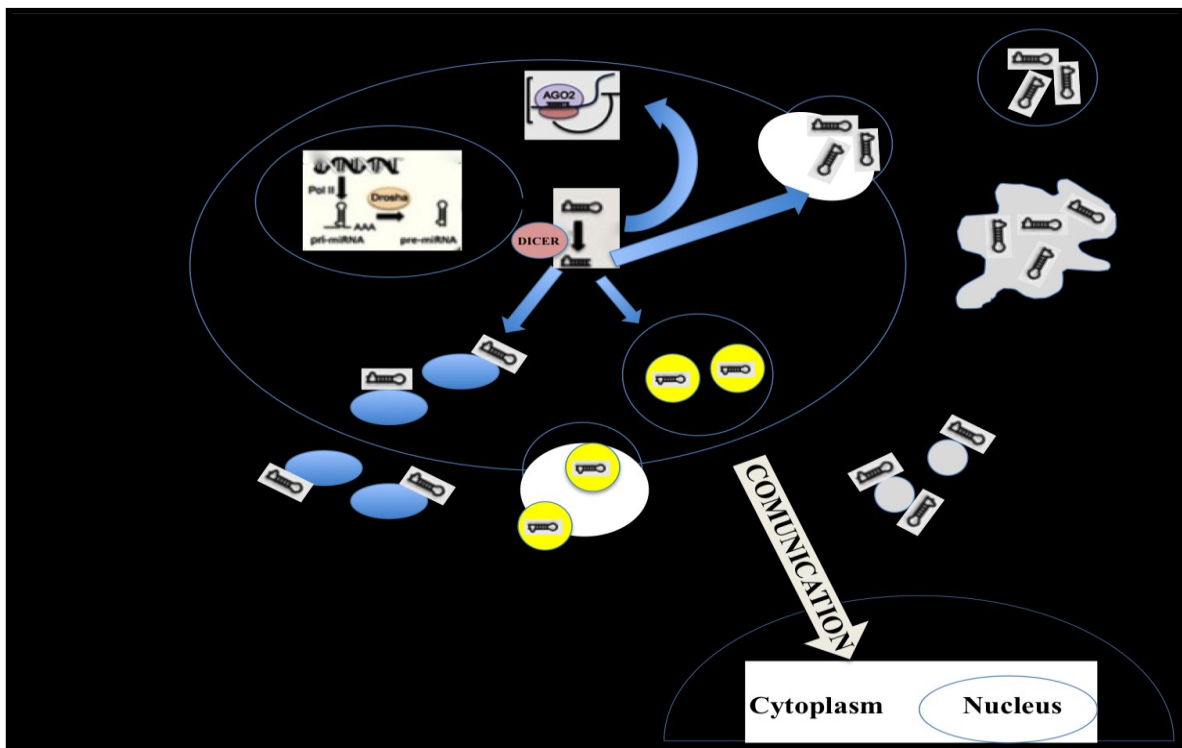 AGO2
Pol II
Drosha
AAA
pri-miRNA
pre-miRNA
DICER
COMUNICATION
Cytoplasm
Nucleus